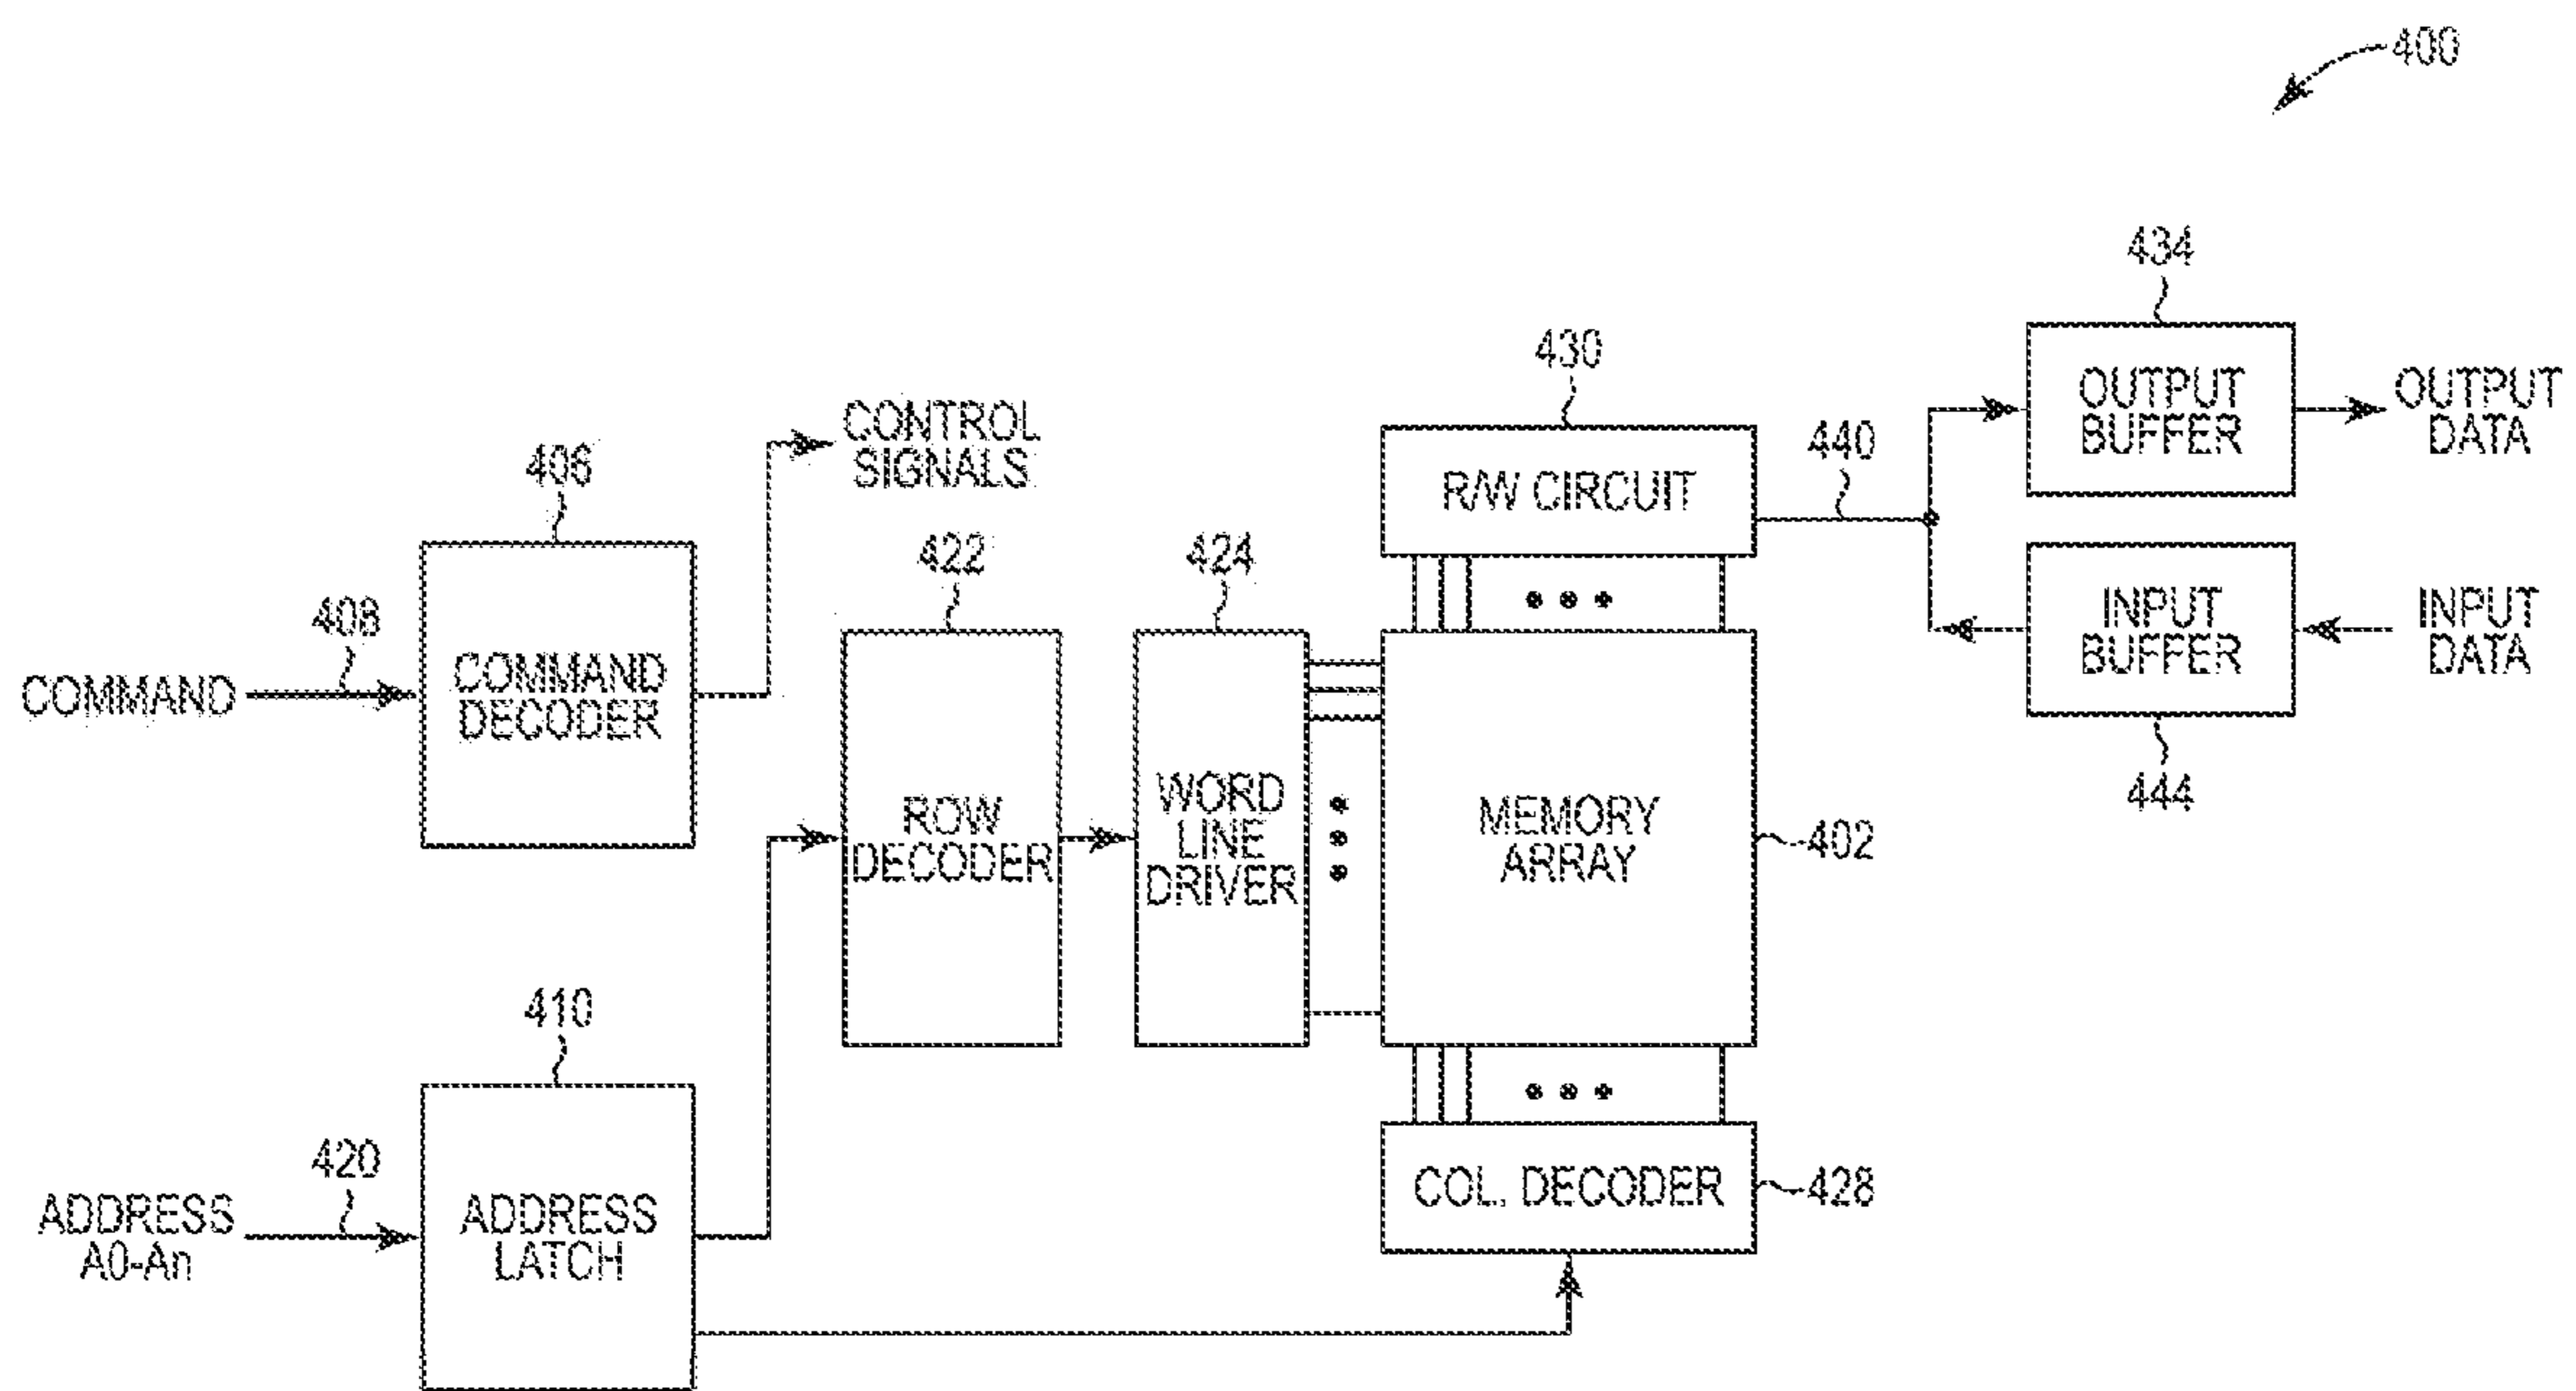 400
434
430
OUTPUT
BUFFER
OUTPUT
DATA
CONTROL
SIGNALS
440
406
R/W CIRCUIT
422
424
408
INPUT
BUFFER
INPUT
DATA
COMMAND
COMMAND
DECODER
444
ROW
DECODER
WORD
LINE
DRIVER
MEMORY
ARRAY
402
410
420
ADDRESS
A0-An
ADDRESS
LATCH
COL. DECODER
428